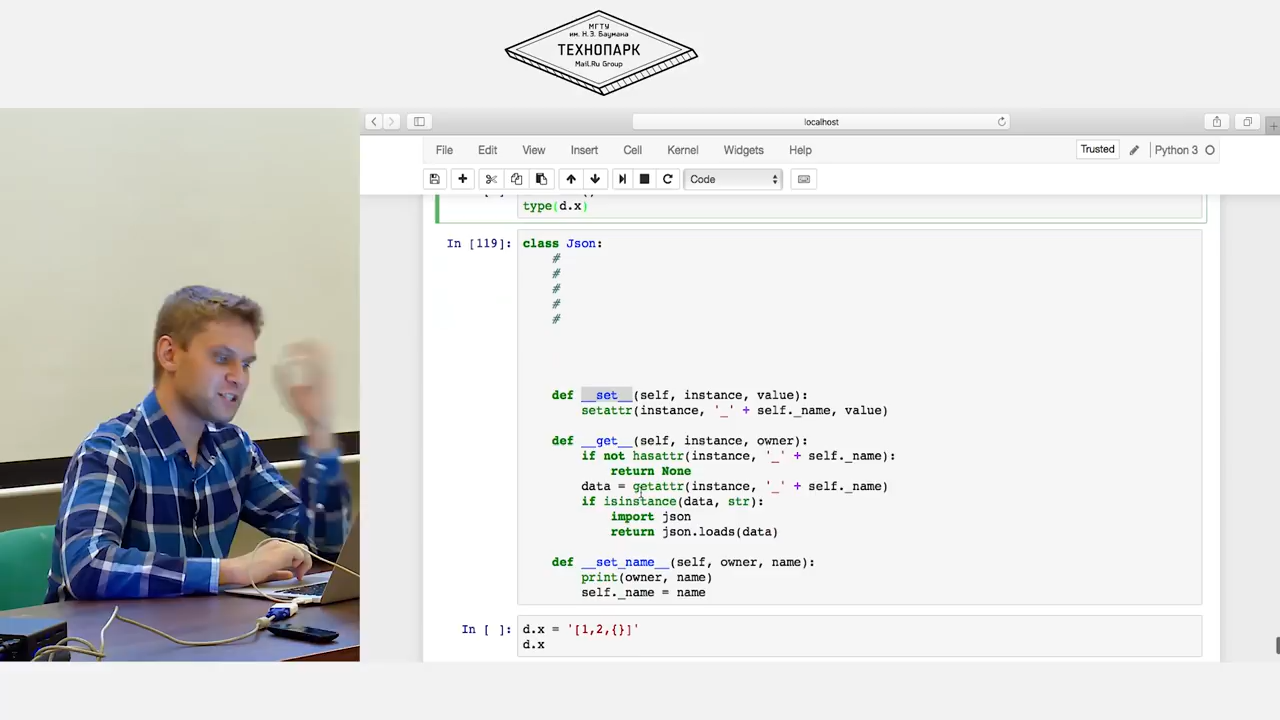 МГТУ
им. Н.Э. Баумана
ТЕХНОПАРК
Mail.Ru Group
localhost
File Edit View Insert Cell Kernel Widgets Help
Trusted
Python 3
Code
type(d.x)
In [119]:
class Json:
#
#
#
#
#
def __set__(self, instance, value):
setattr(instance, '_' + self._name, value)
def __get__(self, instance, owner):
if not hasattr(instance, '_' + self._name):
return None
data = getattr(instance, '_' + self._name)
if isinstance(data, str):
import json
return json.loads(data)
def __set_name__(self, owner, name):
print(owner, name)
self._name = name
In [ ]:
d.x = '[1,2,{}]'
d.x